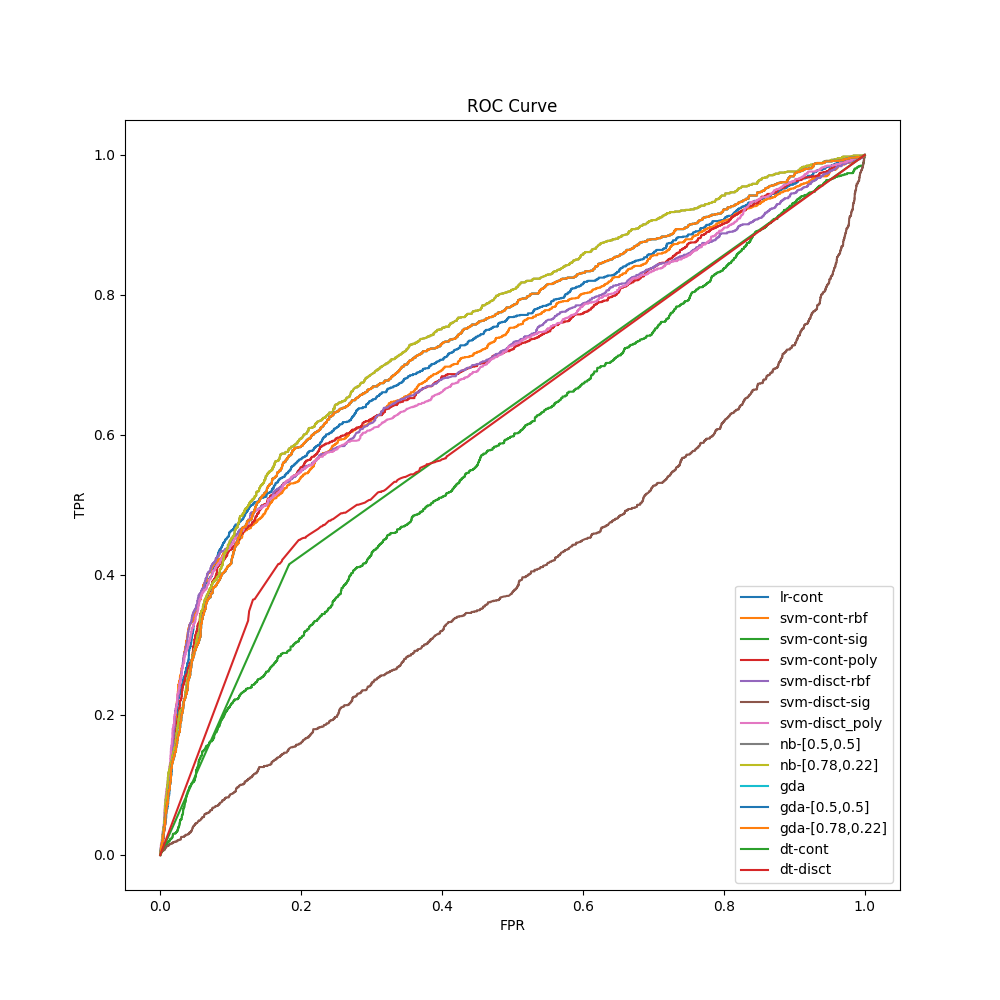 ROC Curve
1.0
0.8
0.6
0.4
0.2
0.0
TPR
lr-cont
svm-cont-rbf
svm-cont-sig
svm-cont-poly
svm-disct-rbf
svm-disct-sig
svm-disct_poly
nb-[0.5,0.5]
nb-[0.78,0.22]
gda
gda-[0.5,0.5]
gda-[0.78,0.22]
dt-cont
dt-disct
0.0 0.2 0.4 0.6 0.8 1.0
FPR